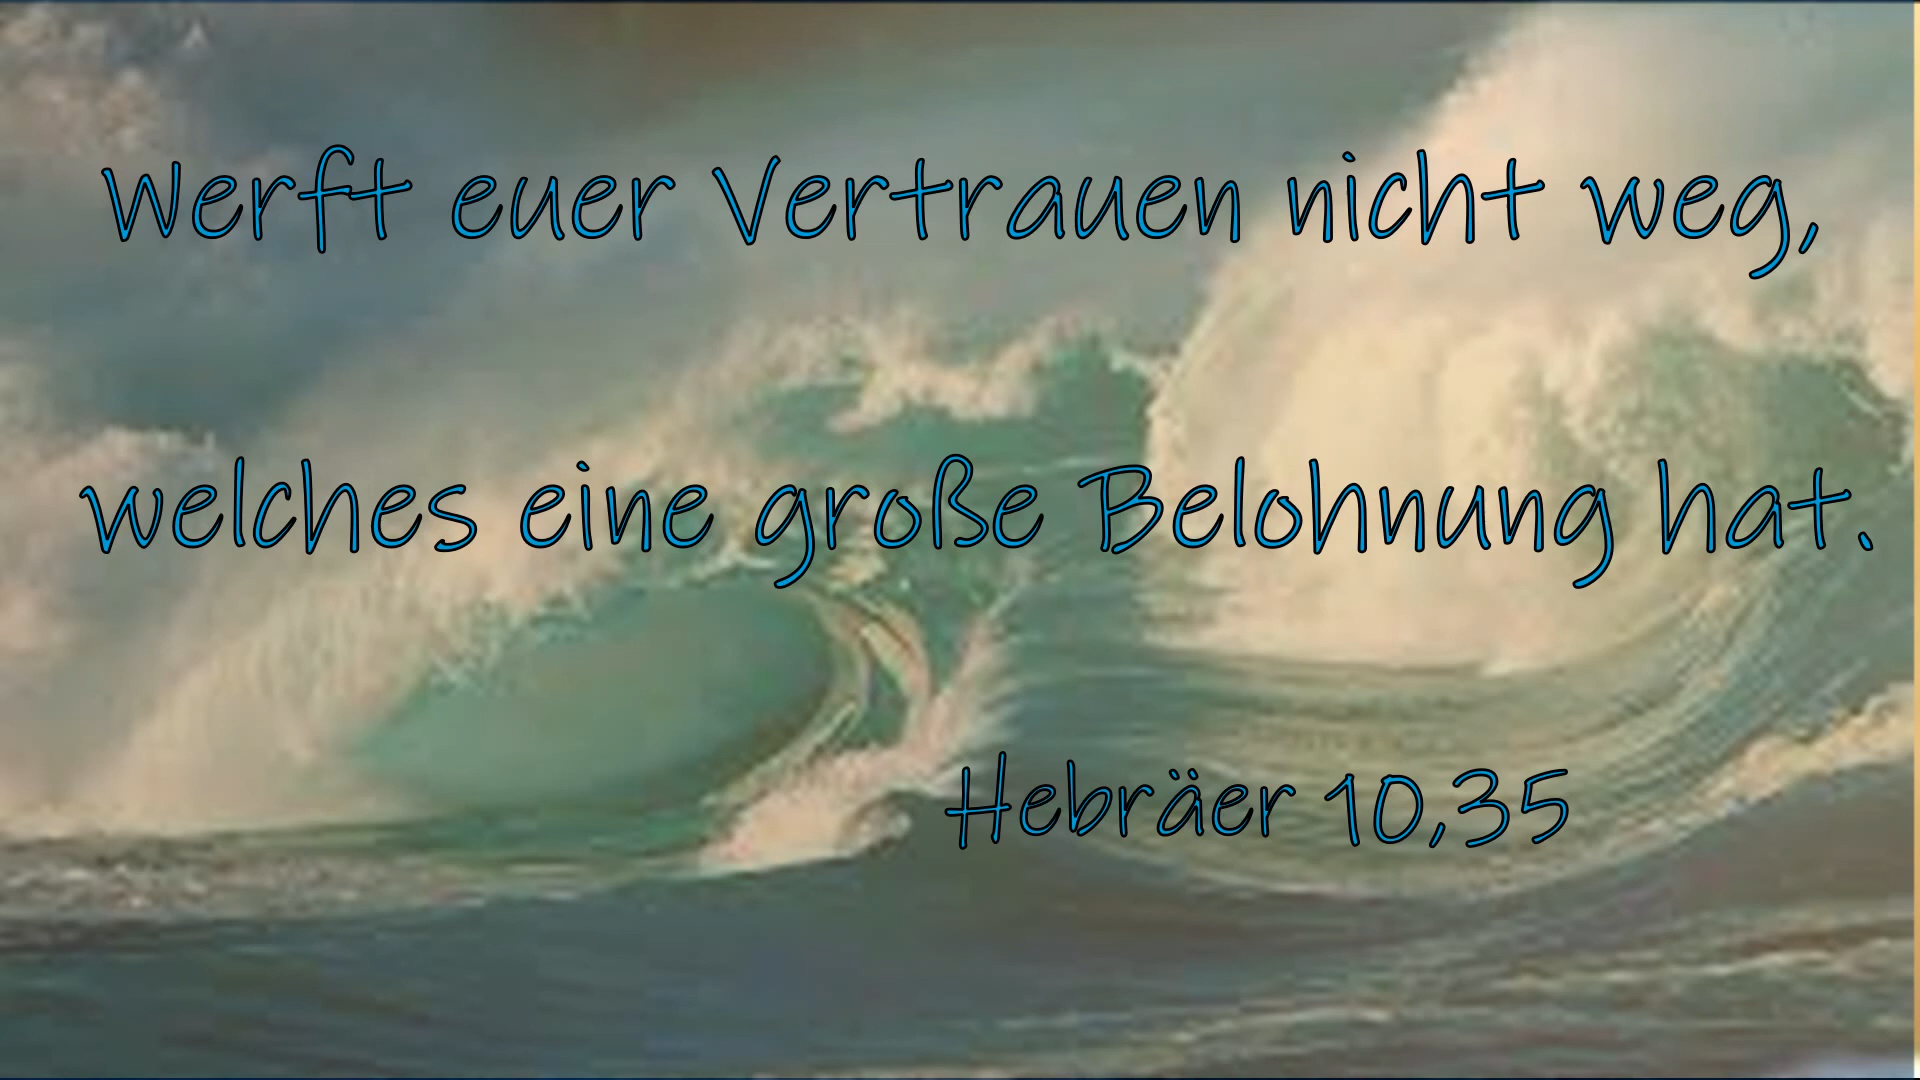 Werft euer Vertrauen nicht weg,
welches eine große Belohnung hat.
Hebräer 10,35